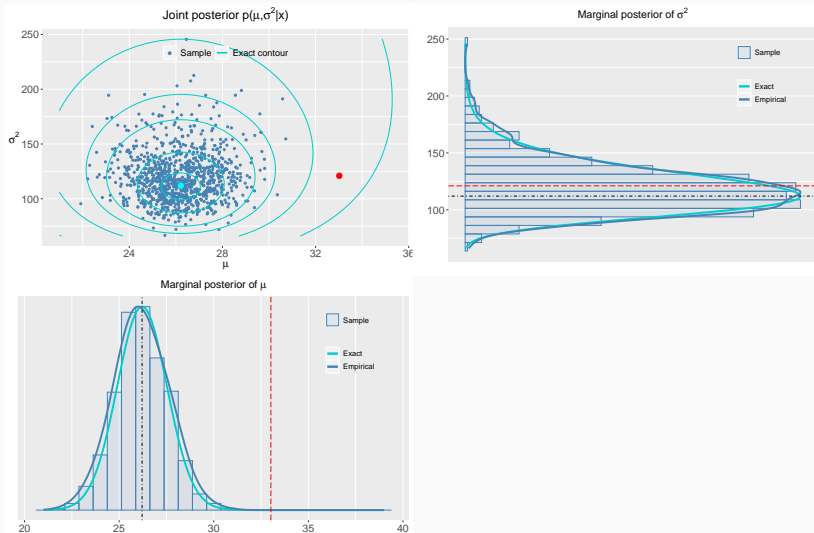 Joint posterior p(μ,σ²|x)
Sample
Exact contour
250
200
150
100
σ²
24
28
32
36
μ
Marginal posterior of σ²
Sample
Exact
Empirical
250
200
150
100
Marginal posterior of μ
Sample
Exact
Empirical
20
25
30
35
40